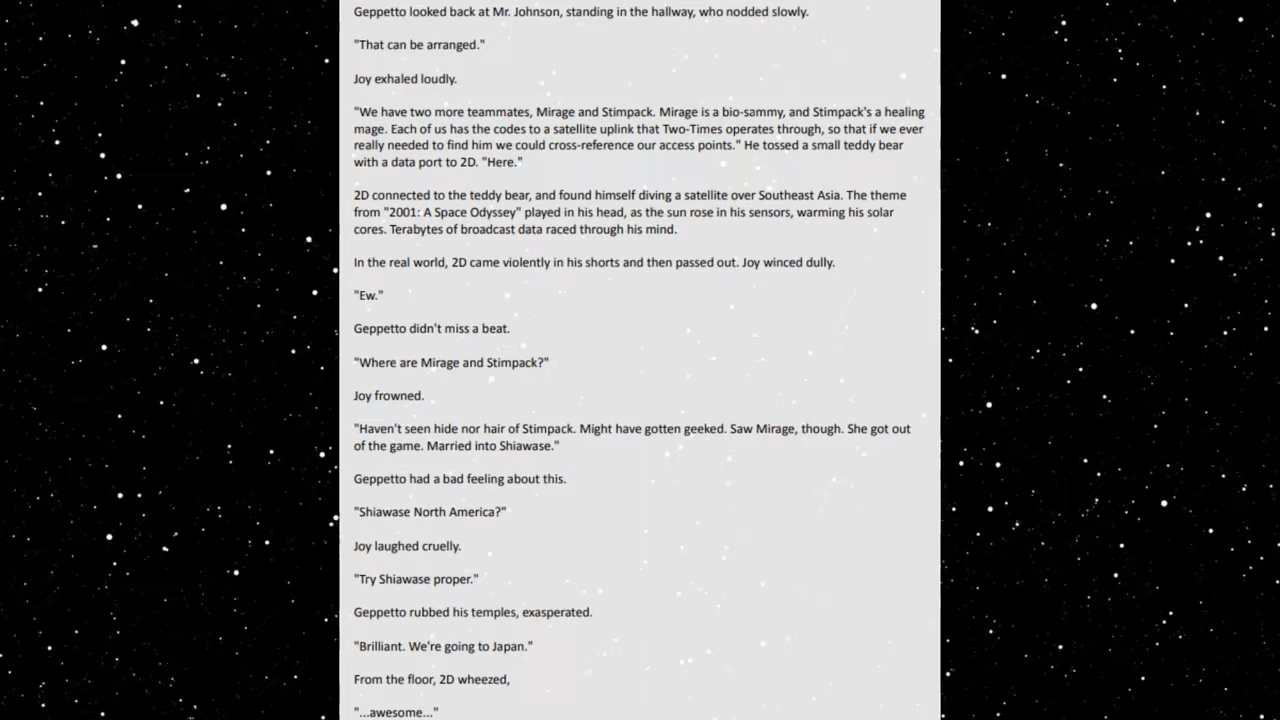 Geppetto looked back at Mr. Johnson, standing in the hallway, who nodded slowly.
"That can be arranged."
Joy exhaled loudly.
"We have two more teammates, Mirage and Stimpack. Mirage is a bio-sammy, and Stimpack's a healing
mage. Each of us has the codes to a satellite uplink that Two-Times operates through, so that if we ever
really needed to find him we could cross-reference our access points." He tossed a small teddy bear
with a data port to 2D. "Here."
2D connected to the teddy bear, and found himself diving a satellite over Southeast Asia. The theme
from "2001: A Space Odyssey" played in his head, as the sun rose in his sensors, warming his solar
cores. Terabytes of broadcast data raced through his mind.
In the real world, 2D came violently in his shorts and then passed out. Joy winced dully.
"Ew."
Geppetto didn't miss a beat.
"Where are Mirage and Stimpack?"
Joy frowned.
"Haven't seen hide nor hair of Stimpack. Might have gotten geeked. Saw Mirage, though. She got out
of the game. Married into Shiawase."
Geppetto had a bad feeling about this.
"Shiawase North America?"
Joy laughed cruelly.
"Try Shiawase proper."
Geppetto rubbed his temples, exasperated.
"Brilliant. We're going to Japan."
From the floor, 2D wheezed,
"...awesome..."